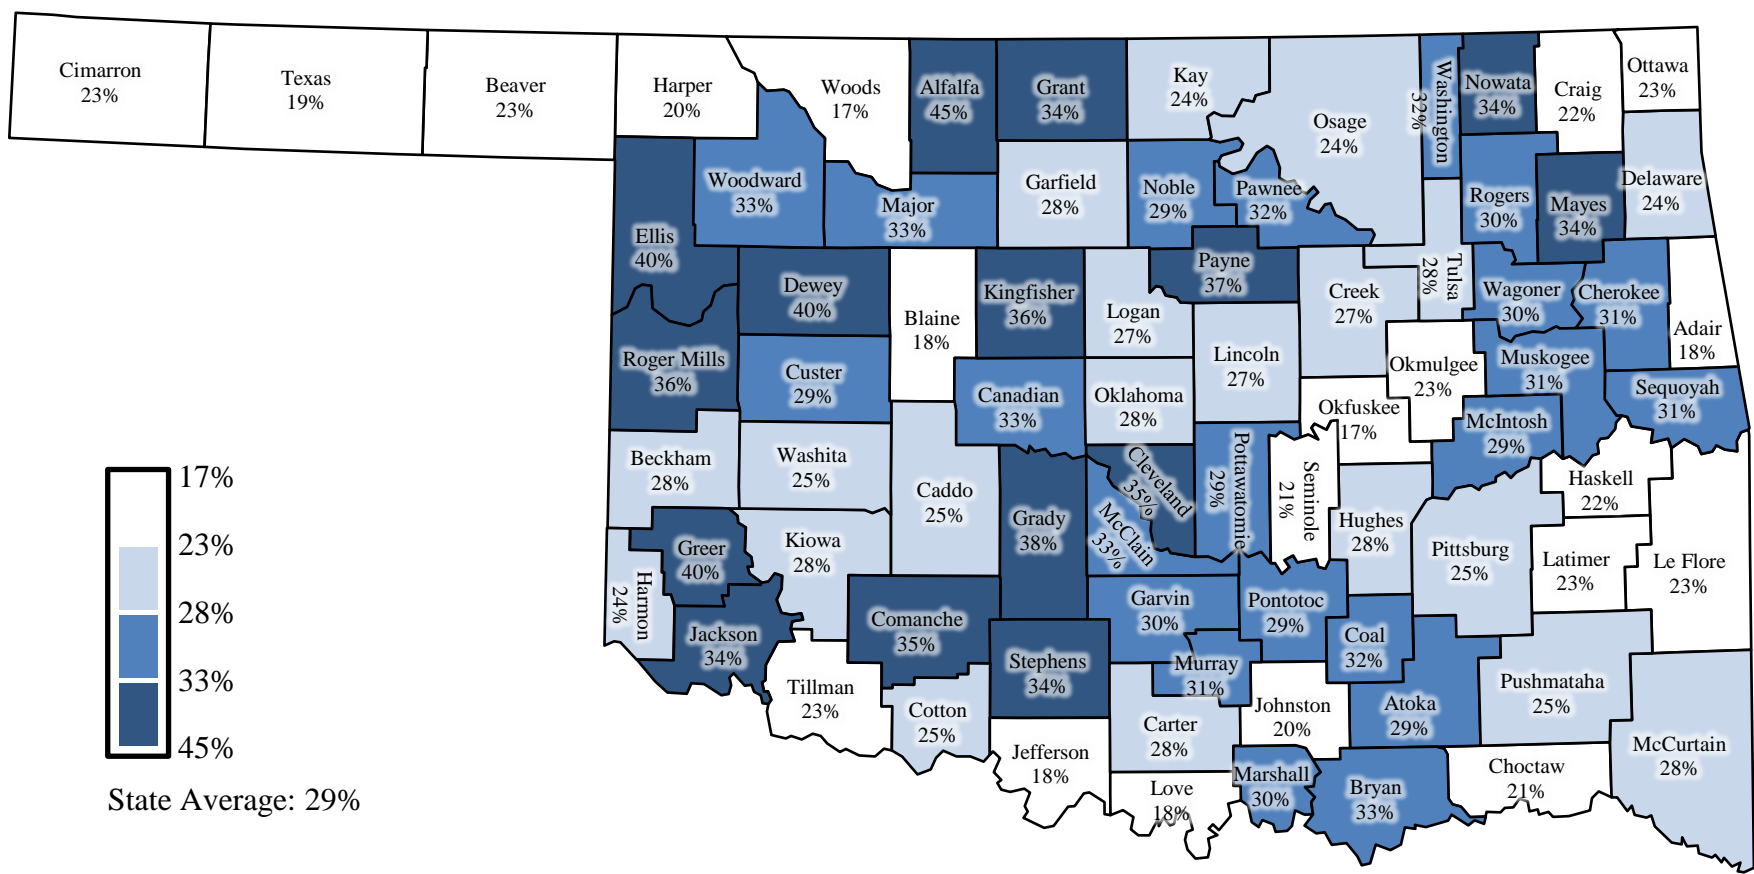 Cimarron
23%
Texas
19%
Beaver
23%
Harper
20%
Woods
17%
Alfalfa
45%
Grant
34%
Kay
24%
Osage
24%
Washington
32%
Nowata
34%
Craig
22%
Ottawa
23%
Ellis
40%
Woodward
33%
Major
33%
Garfield
28%
Noble
29%
Pawnee
32%
Rogers
30%
Mayes
34%
Delaware
24%
Dewey
40%
Blaine
18%
Kingfisher
36%
Logan
27%
Payne
37%
Creek
27%
Tulsa
28%
Wagoner
30%
Cherokee
31%
Adair
18%
Roger Mills
36%
Custer
29%
Canadian
33%
Oklahoma
28%
Lincoln
27%
Okmulgee
23%
Muskogee
31%
Sequoyah
31%
Okfuskee
17%
McIntosh
29%
Beckham
28%
Washita
25%
Caddo
25%
Grady
38%
Cleveland
35%
McClain
33%
Pottawatomie
29%
Seminole
21%
Hughes
28%
Pittsburg
25%
Haskell
22%
Latimer
23%
Le Flore
23%
Greer
40%
Kiowa
28%
Harmon
24%
Jackson
34%
Comanche
35%
Stephens
34%
Garvin
30%
Murray
31%
Pontotoc
29%
Coal
32%
Tillman
23%
Cotton
25%
Jefferson
18%
Carter
28%
Johnston
20%
Atoka
29%
Pushmataha
25%
McCurtain
28%
Love
18%
Marshall
30%
Bryan
33%
Choctaw
21%
17%
23%
28%
33%
45%
State Average: 29%